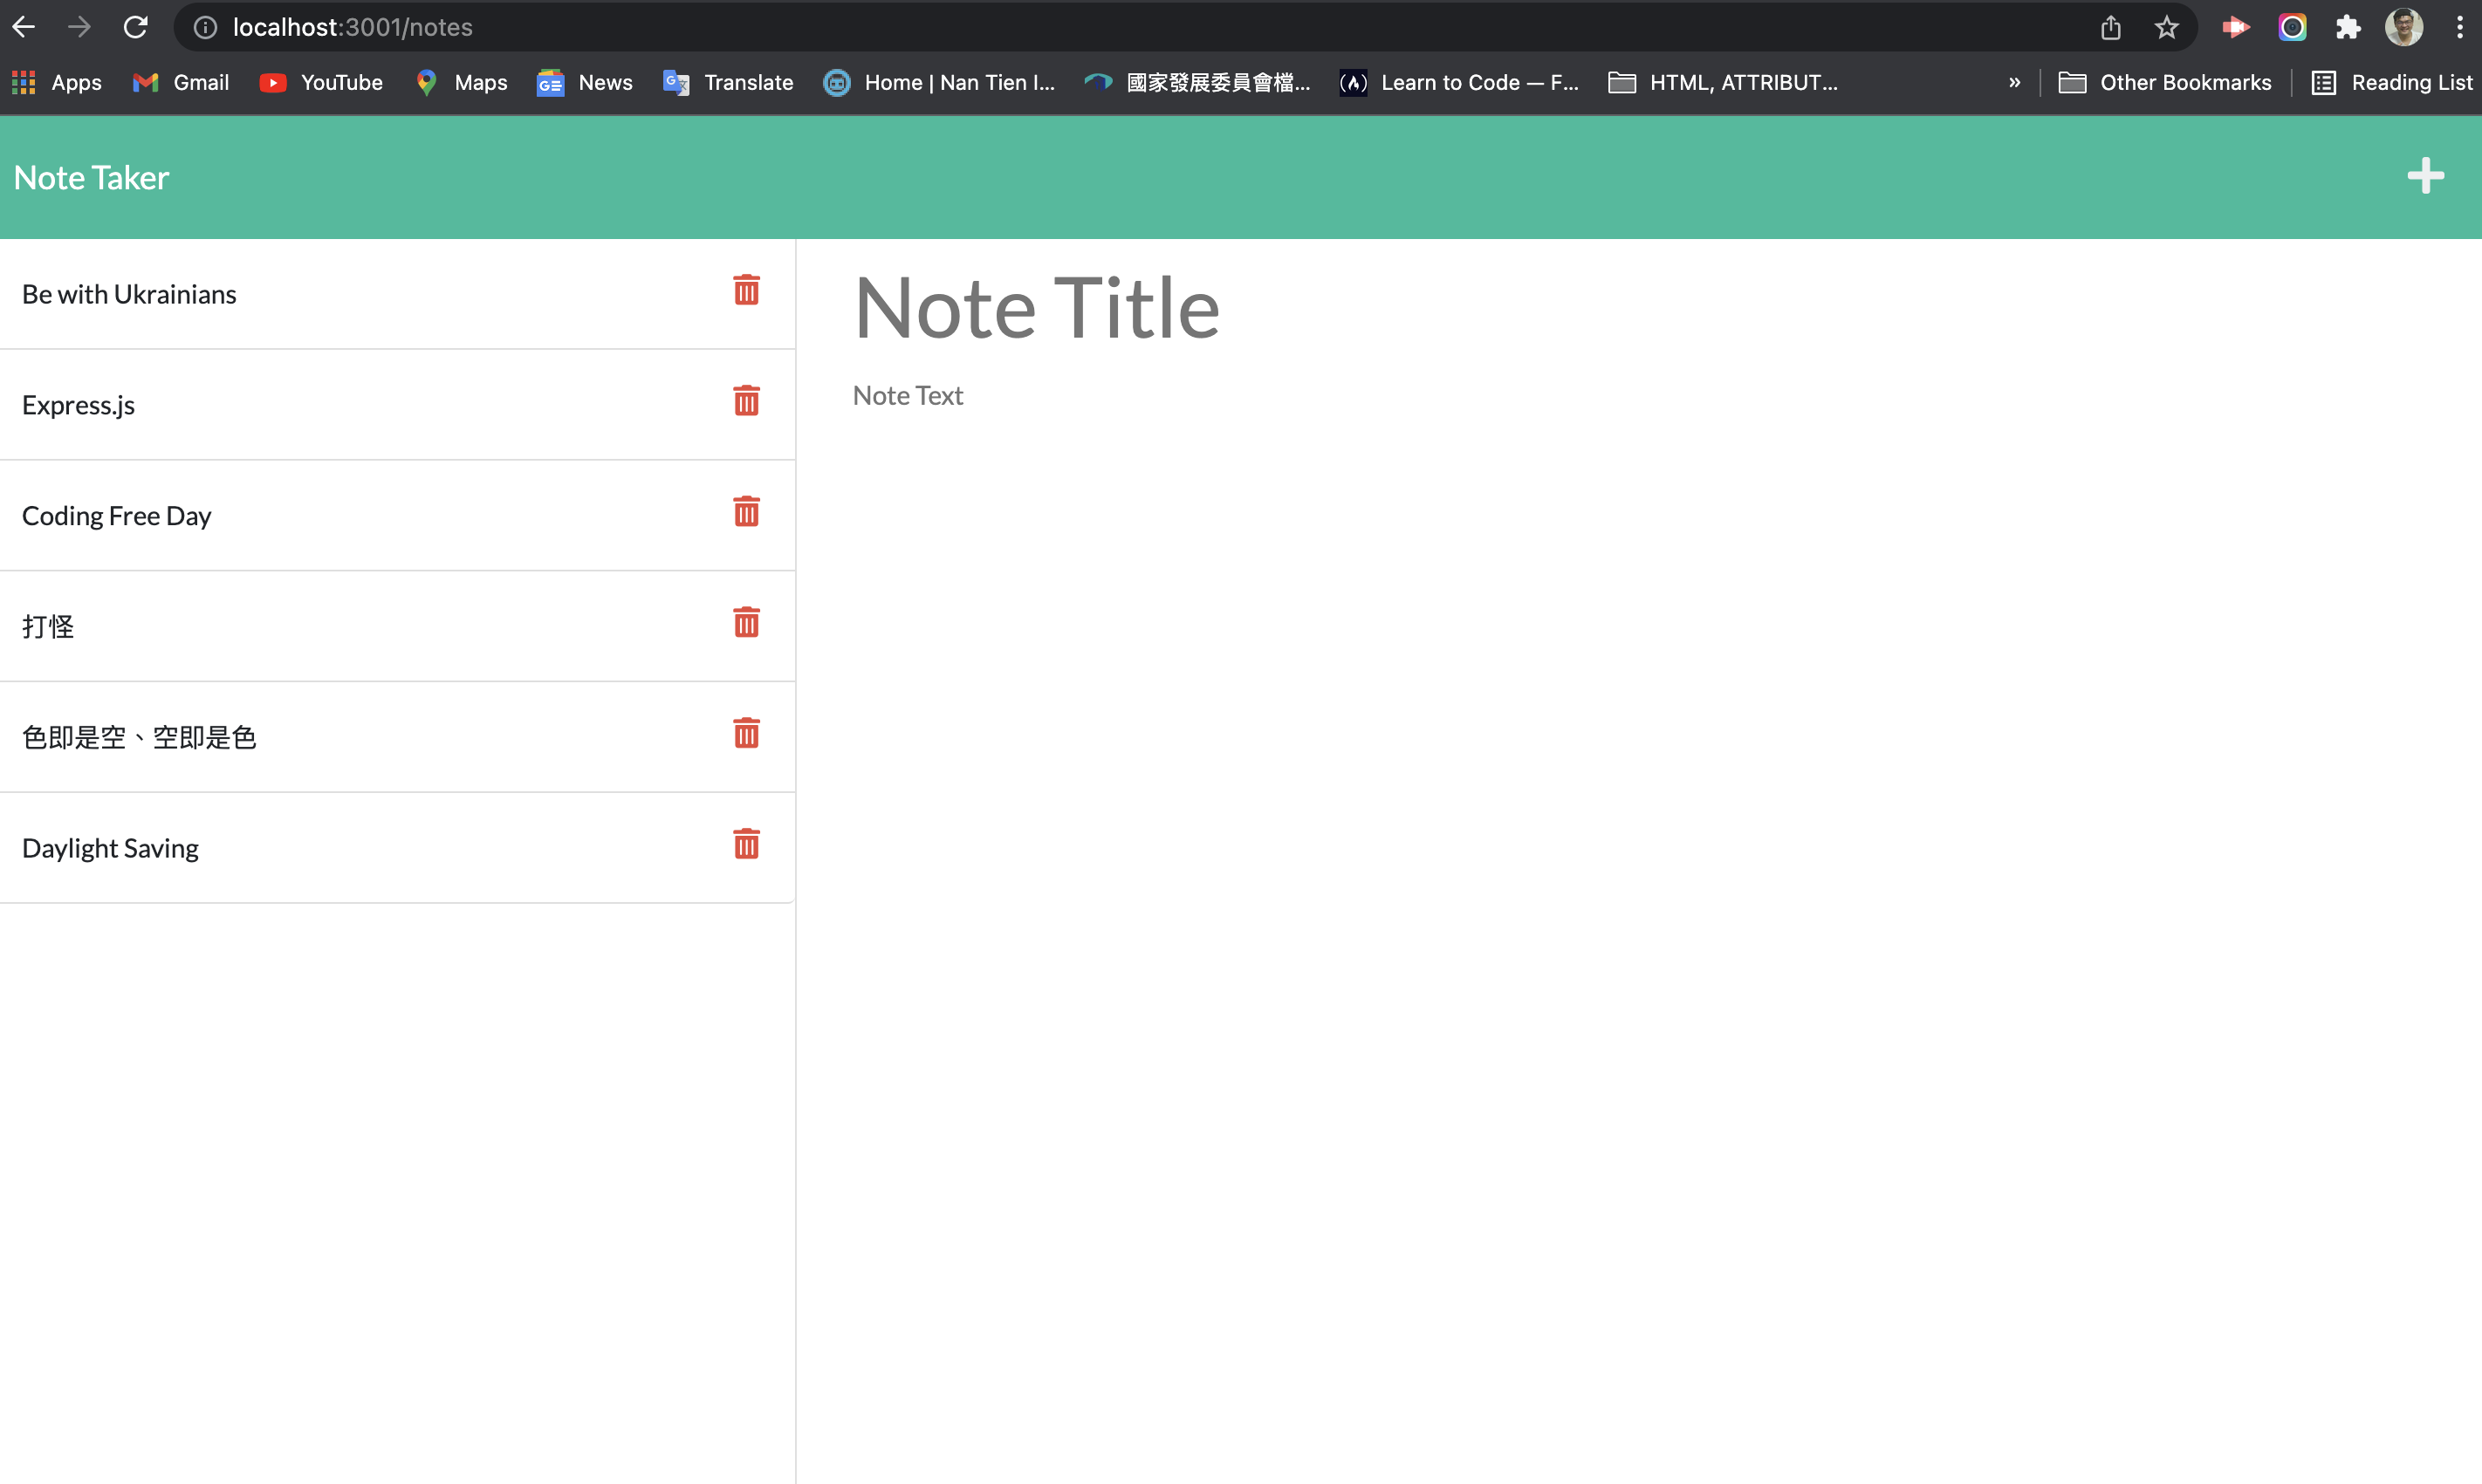 localhost:3001/notes
Apps Gmail YouTube Maps News Translate Home | Nan Tien I... 國家發展委員會檔... Learn to Code — F... HTML, ATTRIBUT... » Other Bookmarks Reading List
Note Taker
Be with Ukrainians
Express.js
Coding Free Day
打怪
色即是空、空即是色
Daylight Saving
Note Title
Note Text